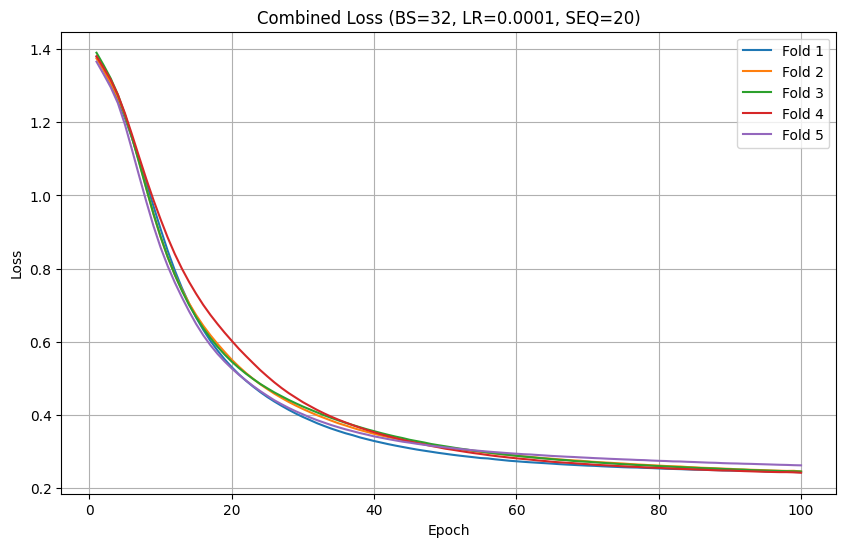 Combined Loss (BS=32, LR=0.0001, SEQ=20)
1.4
1.2
1.0
0.8
0.6
0.4
0.2
Loss
Fold 1
Fold 2
Fold 3
Fold 4
Fold 5
0 20 40 60 80 100
Epoch